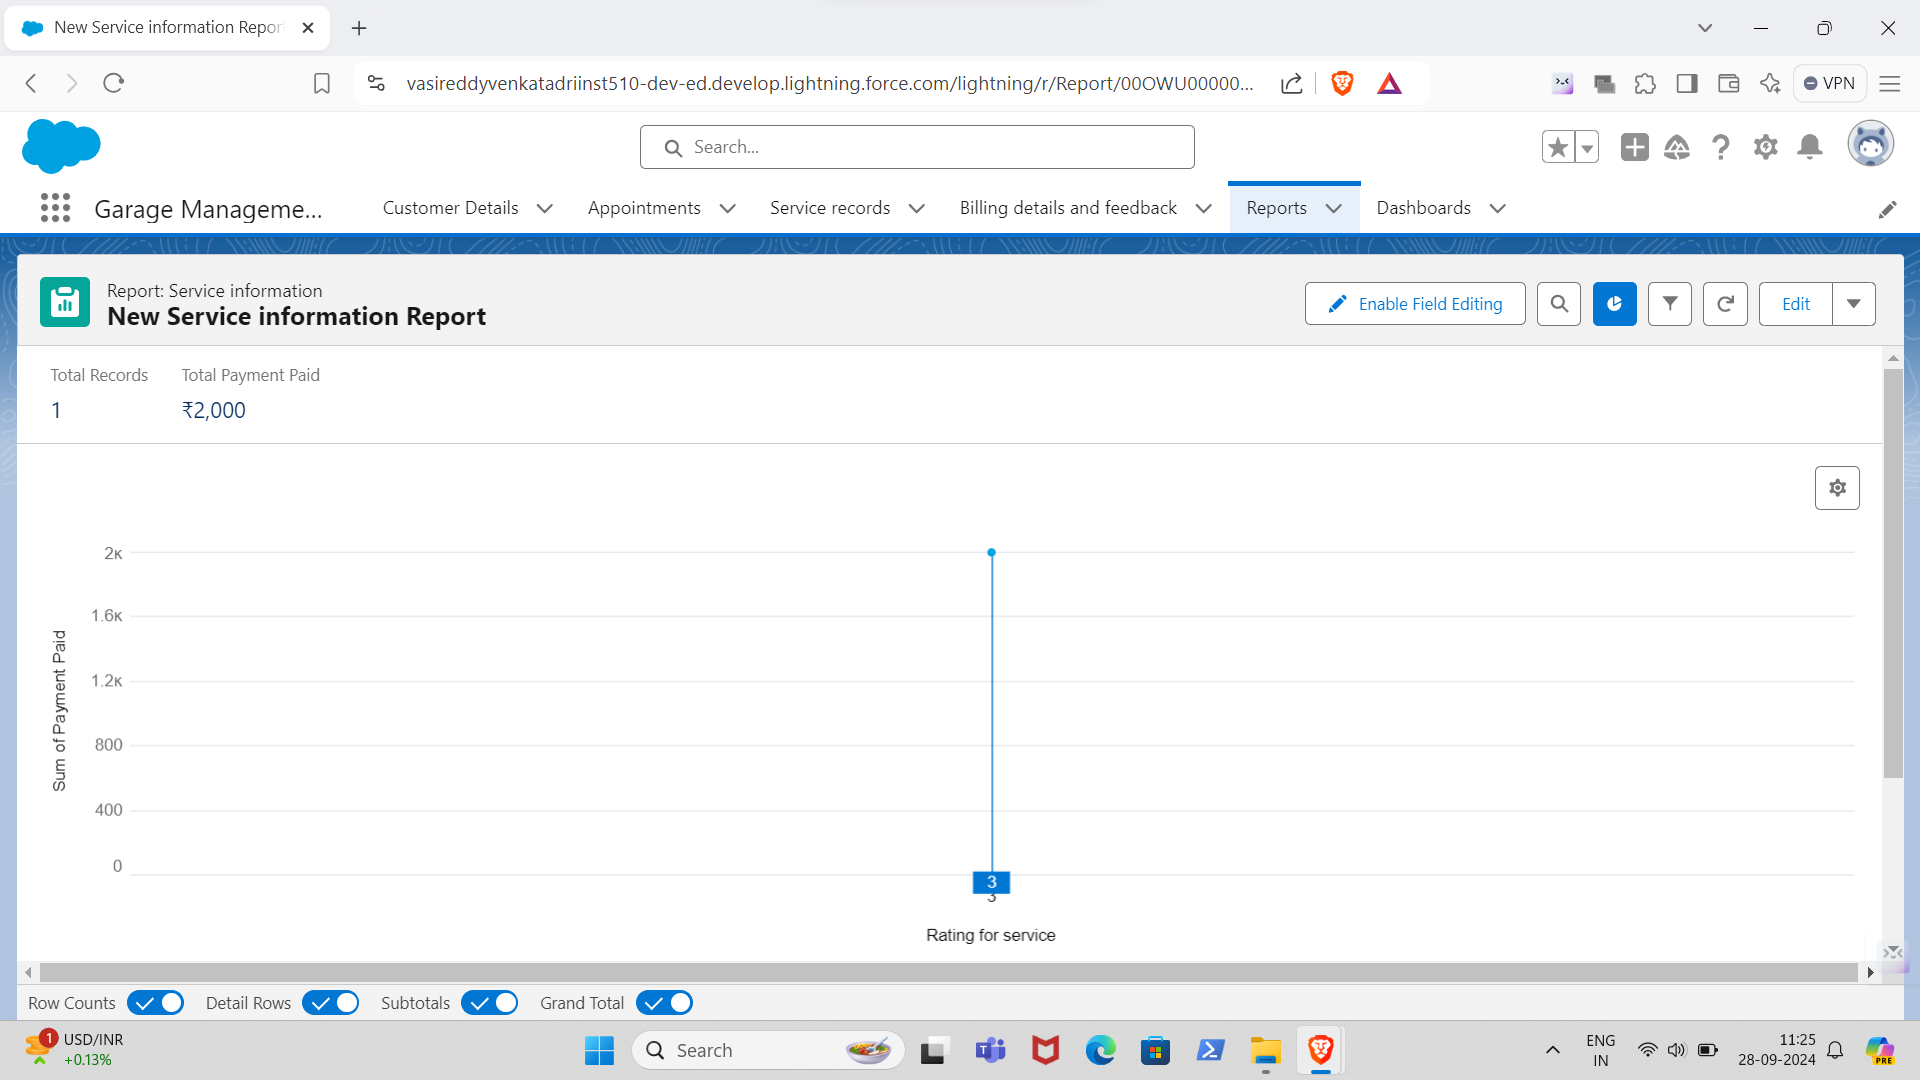 New Service information Repor
vasireddyvenkatadriinst510-dev-ed.develop.lightning.force.com/lightning/r/Report/00OWU00000...
VPN
Search...
Garage Manageme...
Customer Details
Appointments
Service records
Billing details and feedback
Reports
Dashboards
Report: Service information
New Service information Report
Enable Field Editing
Edit
Total Records
Total Payment Paid
1
₹2,000
2K
1.6K
1.2K
800
400
0
Sum of Payment Paid
3
3
Rating for service
Row Counts
Detail Rows
Subtotals
Grand Total
1
USD/INR
+0.13%
Search
ENG
IN
11:25
28-09-2024
PRE